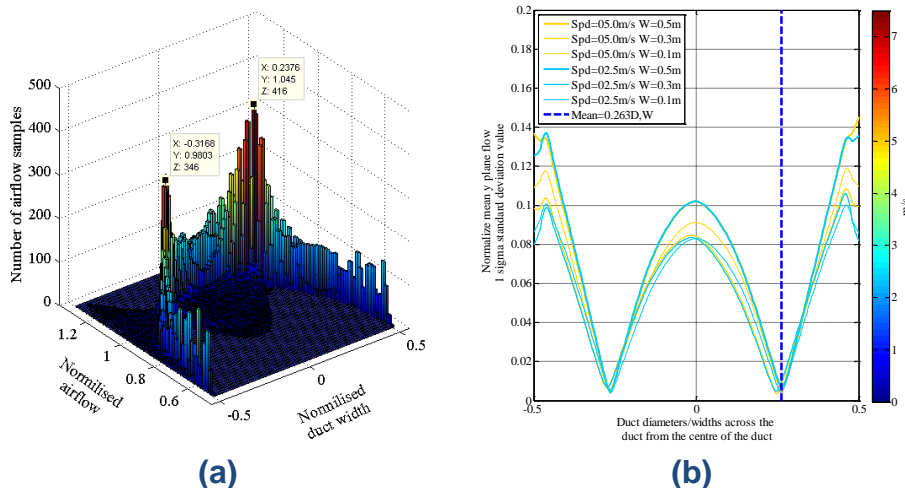 500
400
300
200
100
0
Number of airflow samples
X: 0.2376
Y: 1.045
Z: 416
X: -0.3168
Y: 0.9803
Z: 346
1.2
1
0.8
0.6
Normilised
airflow
-0.5
0
0.5
Normilised
duct width
(a)
0.2
0.18
0.16
0.14
0.12
0.1
0.08
0.06
0.04
0.02
0
Normalize mean y plane flow
1 sigma standard deviation value
Spd=05.0m/s W=0.5m
Spd=05.0m/s W=0.3m
Spd=05.0m/s W=0.1m
Spd=02.5m/s W=0.5m
Spd=02.5m/s W=0.3m
Spd=02.5m/s W=0.1m
Mean=0.263D,W
-0.5
0
0.5
Duct diameters/widths across the
duct from the centre of the duct
7
6
5
4
3
2
1
0
m/s
(b)